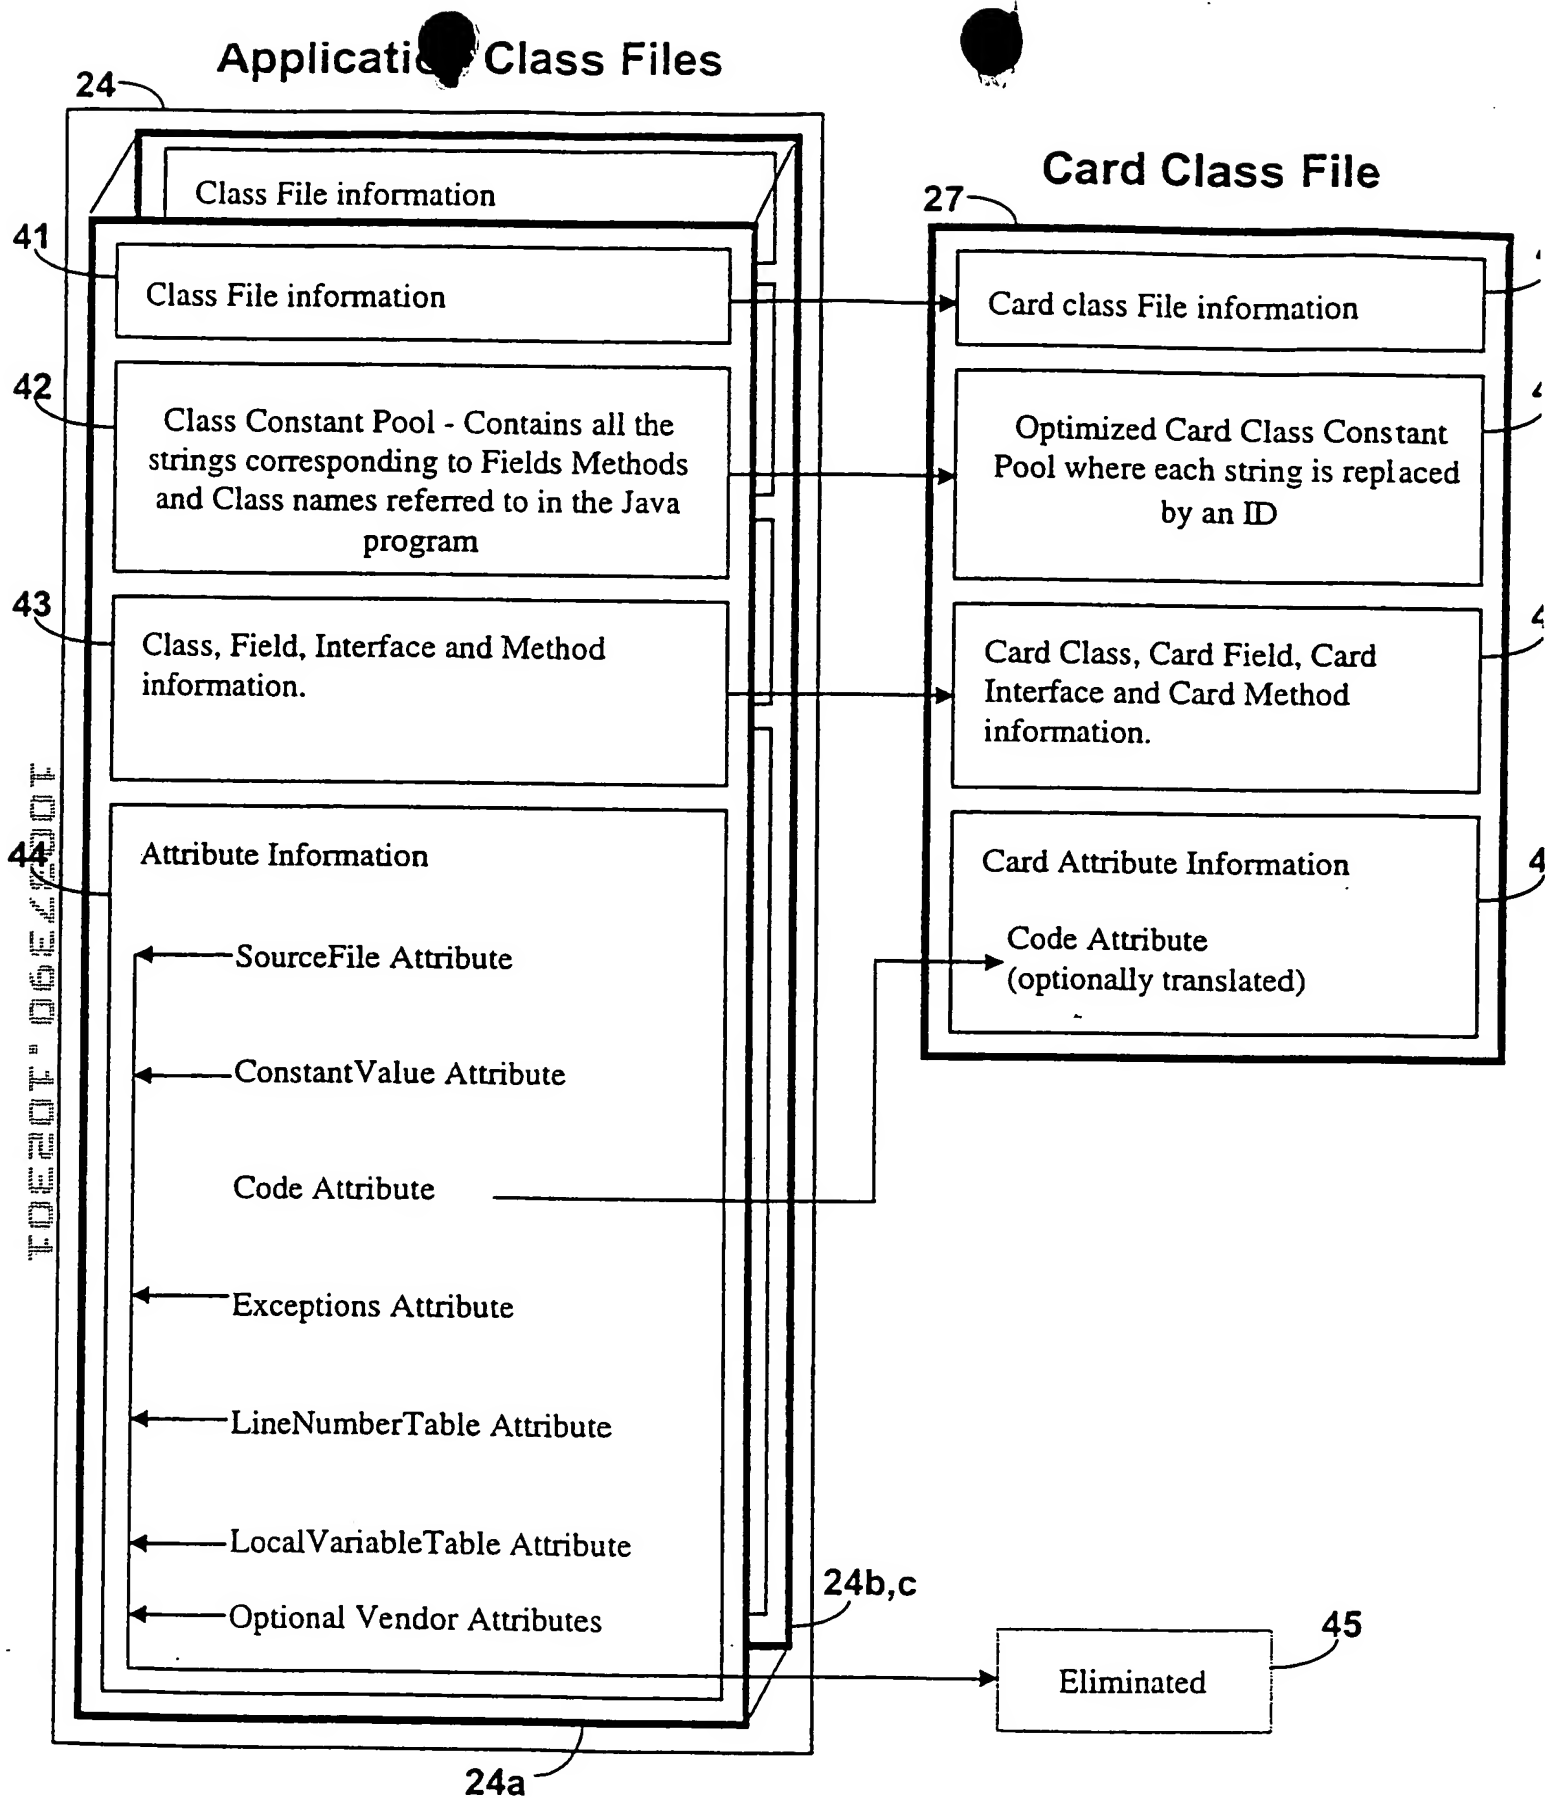 Application Class Files
24
Class File information
Card Class File
27
41
Class File information
Card class File information
42
Class Constant Pool - Contains all the
strings corresponding to Fields Methods
and Class names referred to in the Java
program
Optimized Card Class Constant
Pool where each string is replaced
by an ID
43
Class, Field, Interface and Method
information.
Card Class, Card Field, Card
Interface and Card Method
information.
44
Attribute Information
Card Attribute Information
SourceFile Attribute
Code Attribute
(optionally translated)
ConstantValue Attribute
Code Attribute
Exceptions Attribute
LineNumberTable Attribute
LocalVariableTable Attribute
24b,c
Optional Vendor Attributes
45
Eliminated
24a